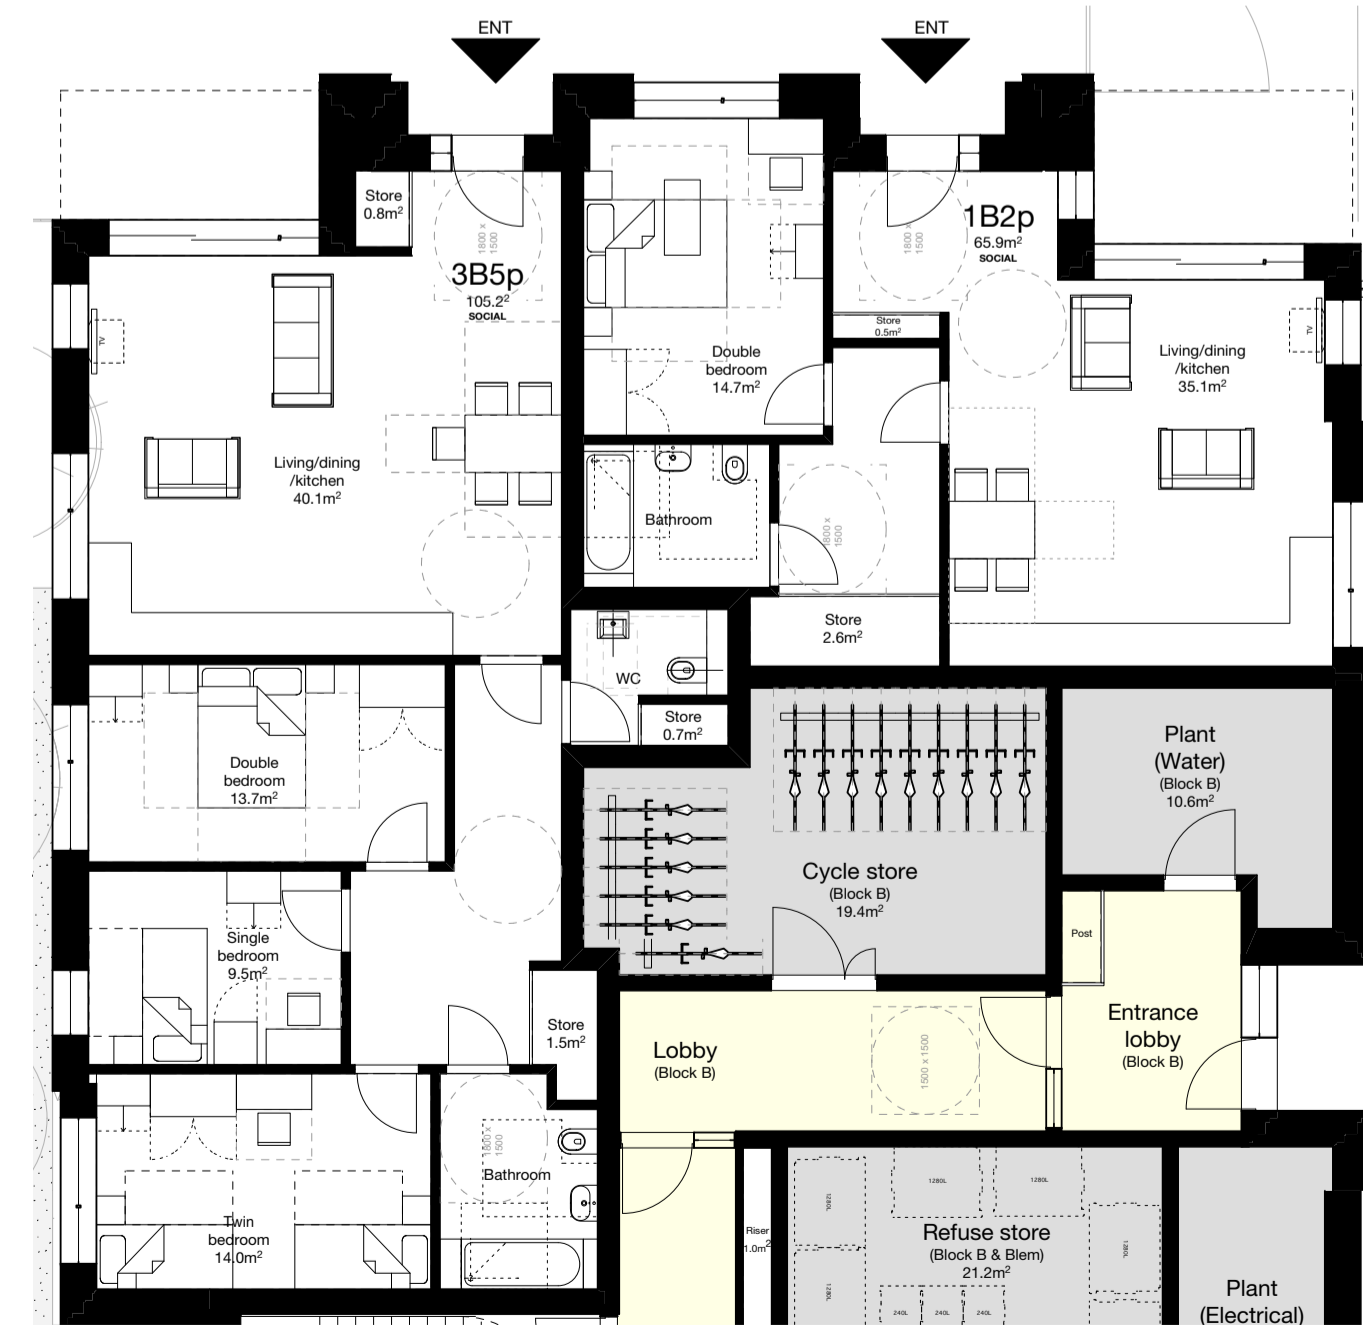 ENT
ENT
Store
0.8m²
1800 x
1500
3B5p
105.2²
SOCIAL
1800 x
1500
1B2p
65.9m²
SOCIAL
Store
0.5m²
TV
TV
Double
bedroom
14.7m²
Living/dining
/kitchen
35.1m²
Living/dining
/kitchen
40.1m²
Bathroom
1800 x
1500
Store
2.6m²
WC
Store
0.7m²
Double
bedroom
13.7m²
Plant
(Water)
(Block B)
10.6m²
Cycle store
(Block B)
19.4m²
Single
bedroom
9.5m²
Post
Store
1.5m²
Lobby
(Block B)
1500 x 1500
Entrance
lobby
(Block B)
1800 x
1500
Bathroom
Twin
bedroom
14.0m²
Riser
1.0m²
1280L
1280L
1280L
1280L
1280L
Refuse store
(Block B & Blem)
21.2m²
240L
240L
240L
Plant
(Electrical)